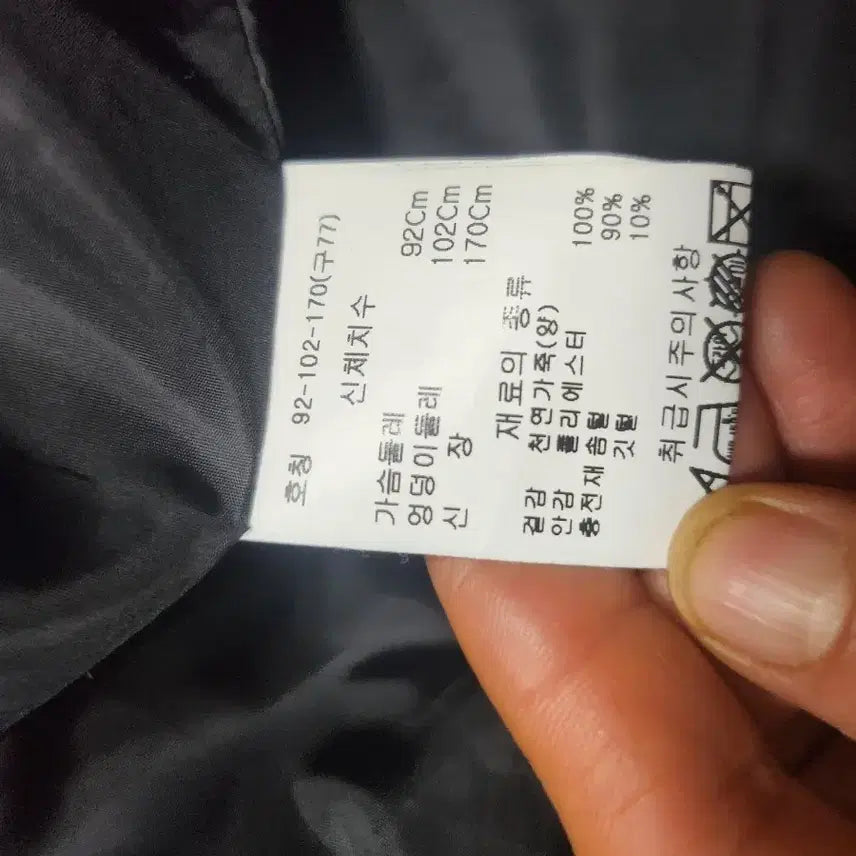 호칭 92-102-170(구77)
신체치수
가슴둘레 92Cm
엉덩이둘레 102Cm
신 장 170Cm
재료의 종류
겉감 천연가죽(양)
안감 폴리에스터 100%
충전재 솜털 90%
깃털 10%
취급시주의사항